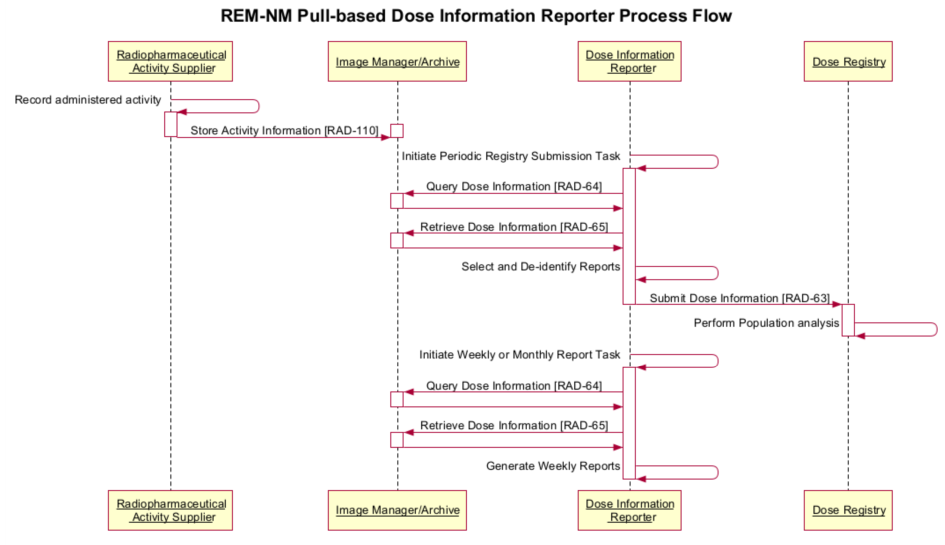 REM-NM Pull-based Dose Information Reporter Process Flow
Radiopharmaceutical
Activity Supplier
Image Manager/Archive
Dose Information
Reporter
Dose Registry
Record administered activity
Store Activity Information [RAD-110]
Initiate Periodic Registry Submission Task
Query Dose Information [RAD-64]
Retrieve Dose Information [RAD-65]
Select and De-identify Reports
Submit Dose Information [RAD-63]
Perform Population analysis
Initiate Weekly or Monthly Report Task
Query Dose Information [RAD-64]
Retrieve Dose Information [RAD-65]
Generate Weekly Reports
Radiopharmaceutical
Activity Supplier
Image Manager/Archive
Dose Information
Reporter
Dose Registry